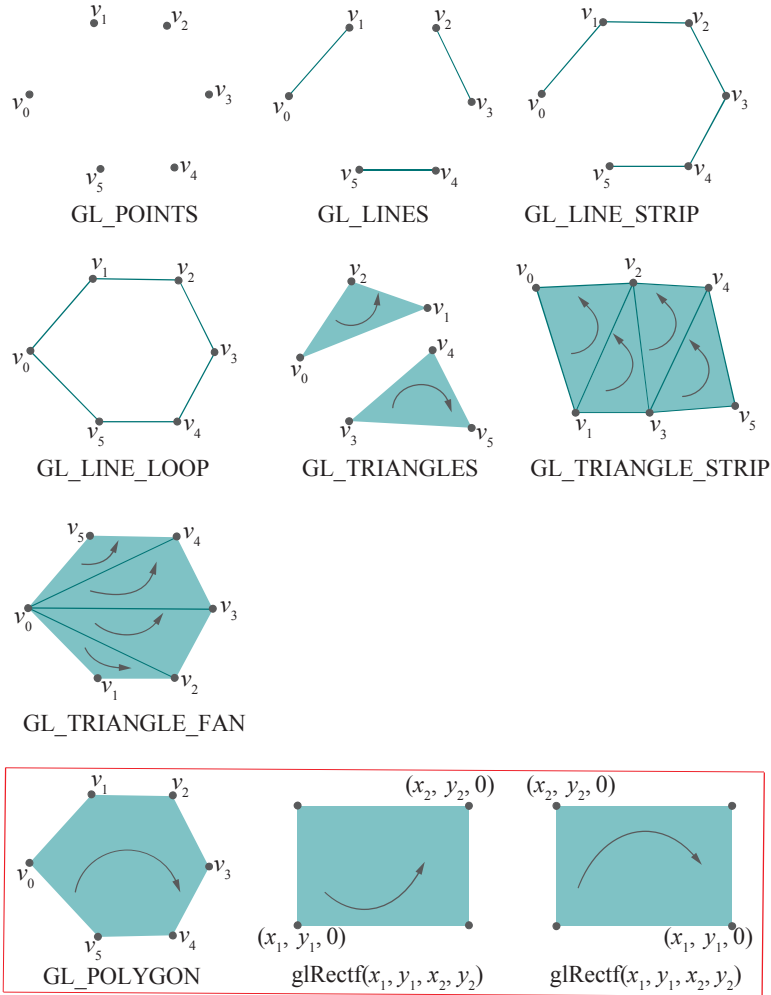 v1 v2
v0 v3
v5 v4
GL_POINTS
v1 v2
v0 v3
v5 v4
GL_LINES
v1 v2
v0 v3
v5 v4
GL_LINE_STRIP
v1 v2
v0 v3
v5 v4
GL_LINE_LOOP
v2
v1
v0
v4
v3 v5
GL_TRIANGLES
v0 v2 v4
v1 v3 v5
GL_TRIANGLE_STRIP
v5 v4
v0 v3
v1 v2
GL_TRIANGLE_FAN
v1 v2
v0 v3
v5 v4
GL_POLYGON
(x2, y2, 0)
(x1, y1, 0)
glRectf(x1, y1, x2, y2)
(x2, y2, 0)
(x1, y1, 0)
glRectf(x1, y1, x2, y2)